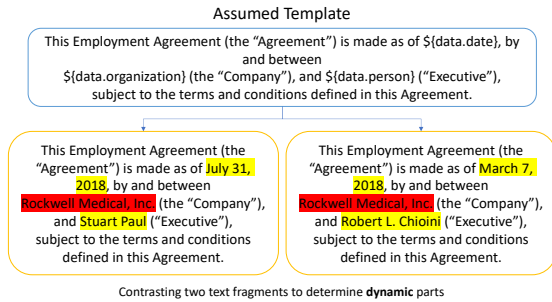 Assumed Template
This Employment Agreement (the “Agreement”) is made as of ${data.date}, by
and between
${data.organization} (the “Company”), and ${data.person} (“Executive”),
subject to the terms and conditions defined in this Agreement.
This Employment Agreement (the
“Agreement”) is made as of July 31,
2018, by and between
Rockwell Medical, Inc. (the “Company”),
and Stuart Paul (“Executive”),
subject to the terms and conditions
defined in this Agreement.
This Employment Agreement (the
“Agreement”) is made as of March 7,
2018, by and between
Rockwell Medical, Inc. (the “Company”),
and Robert L. Chioini (“Executive”),
subject to the terms and conditions
defined in this Agreement.
Contrasting two text fragments to determine dynamic parts